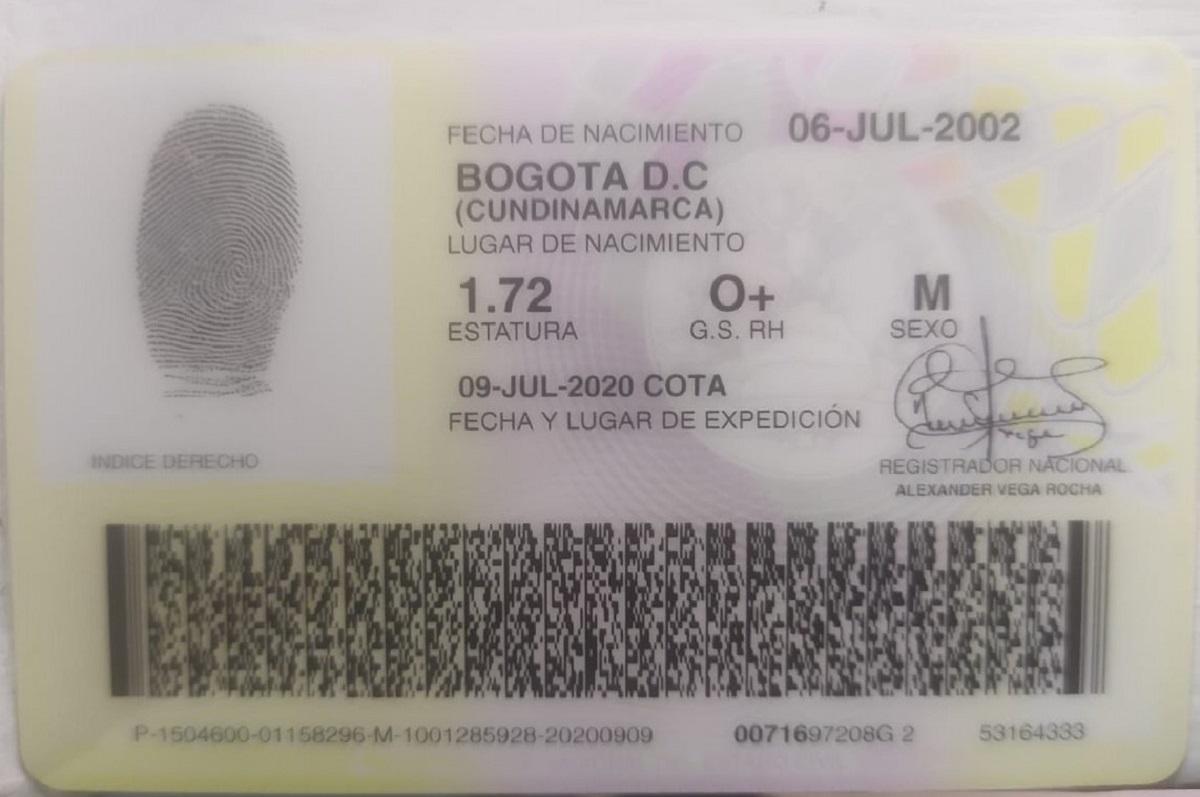 FECHA DE NACIMIENTO 06-JUL-2002
BOGOTA D.C
(CUNDINAMARCA)
LUGAR DE NACIMIENTO
1.72 O+ M
ESTATURA G.S. RH SEXO
09-JUL-2020 COTA
FECHA Y LUGAR DE EXPEDICIÓN
INDICE DERECHO
REGISTRADOR NACIONAL
ALEXANDER VEGA ROCHA
P-1504600-01158296-M-1001285928-20200909 0071697208G 2 53164333